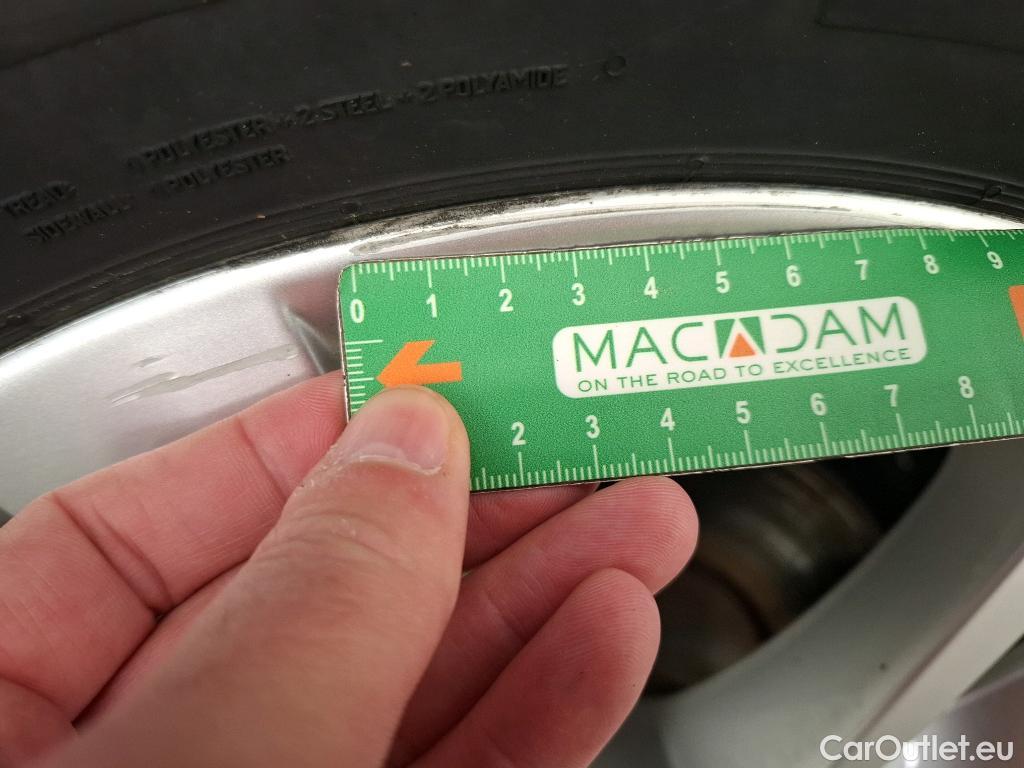 TREAD 1 POLYESTER + 2 STEEL + 2 POLYAMIDE
SIDEWALL 1 POLYESTER
0 1 2 3 4 5 6 7 8 9
MACADAM
ON THE ROAD TO EXCELLENCE
2 3 4 5 6 7 8
CarOutlet.eu